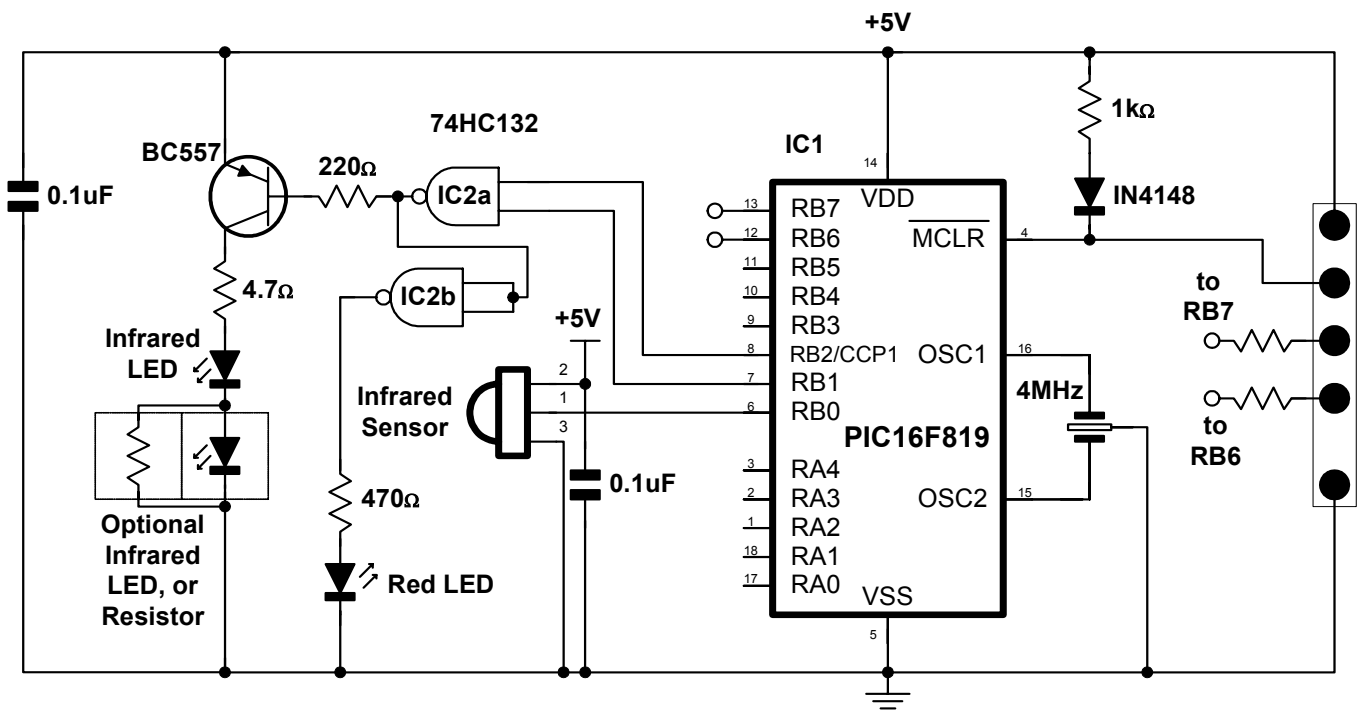 +5V
74HC132
BC557
220Ω
IC2a
0.1uF
4.7Ω
IC2b
Infrared
LED
+5V
2
1
3
Infrared
Sensor
0.1uF
470Ω
Optional
Infrared
LED, or
Resistor
Red LED
IC1
14
VDD
13
RB7
12
RB6
11
RB5
10
RB4
9
RB3
8
RB2/CCP1
7
RB1
6
RB0
PIC16F819
3
RA4
2
RA3
1
RA2
18
RA1
17
RA0
VSS
5
MCLR
4
OSC1
16
OSC2
15
4MHz
1kΩ
IN4148
to
RB7
to
RB6